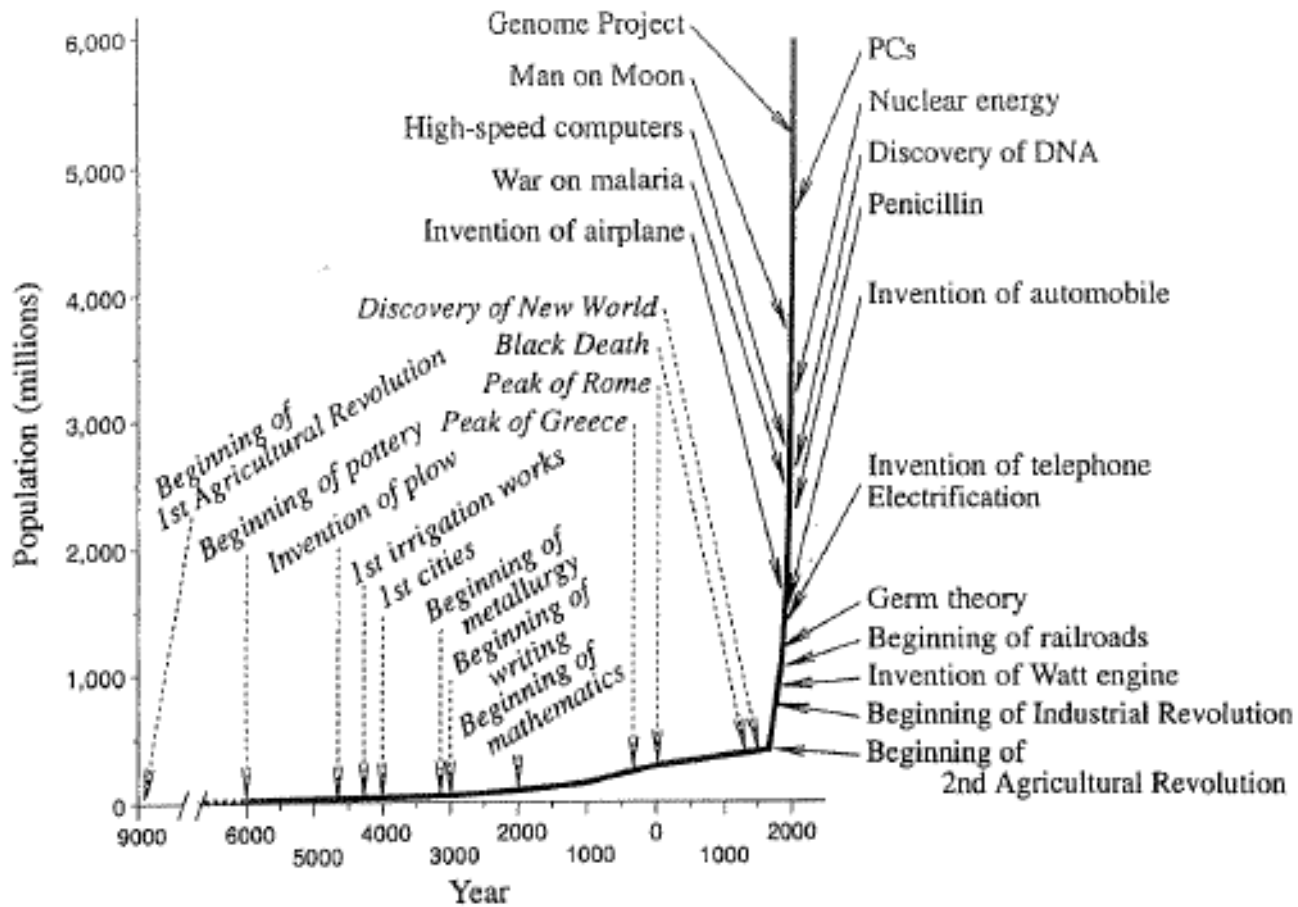 Genome Project
Man on Moon
High-speed computers
War on malaria
Invention of airplane
Discovery of New World
Black Death
Peak of Rome
Peak of Greece
Beginning of
1st Agricultural Revolution
Beginning of pottery
Invention of plow
1st irrigation works
1st cities
Beginning of
metallurgy
Beginning of
writing
Beginning of
mathematics
PCs
Nuclear energy
Discovery of DNA
Penicillin
Invention of automobile
Invention of telephone
Electrification
Germ theory
Beginning of railroads
Invention of Watt engine
Beginning of Industrial Revolution
Beginning of
2nd Agricultural Revolution
Population (millions)
6,000
5,000
4,000
3,000
2,000
1,000
0
9000 6000 4000 2000 0 2000
5000 3000 1000 1000
Year